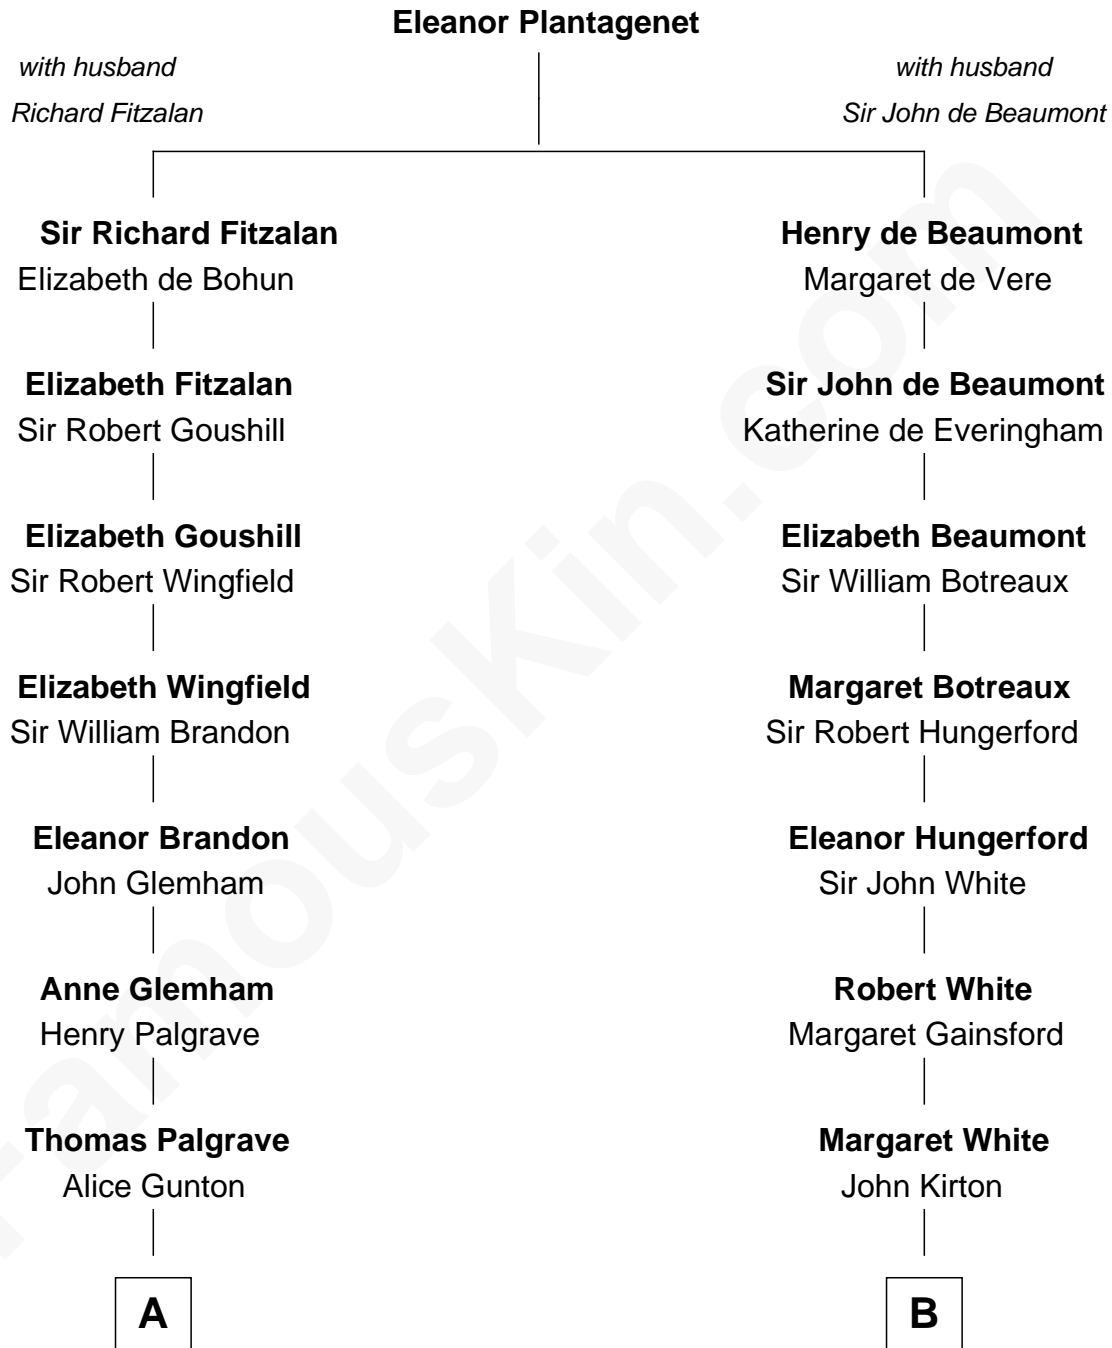 Eleanor Plantagenet
with husband
Richard Fitzalan
with husband
Sir John de Beaumont
Sir Richard Fitzalan
Elizabeth de Bohun
Henry de Beaumont
Margaret de Vere
Elizabeth Fitzalan
Sir Robert Goushill
Sir John de Beaumont
Katherine de Everingham
Elizabeth Goushill
Sir Robert Wingfield
Elizabeth Beaumont
Sir William Botreaux
Elizabeth Wingfield
Sir William Brandon
Margaret Botreaux
Sir Robert Hungerford
Eleanor Brandon
John Glemham
Eleanor Hungerford
Sir John White
Anne Glemham
Henry Palgrave
Robert White
Margaret Gainsford
Thomas Palgrave
Alice Gunton
Margaret White
John Kirton
A
B
FamousKin.com